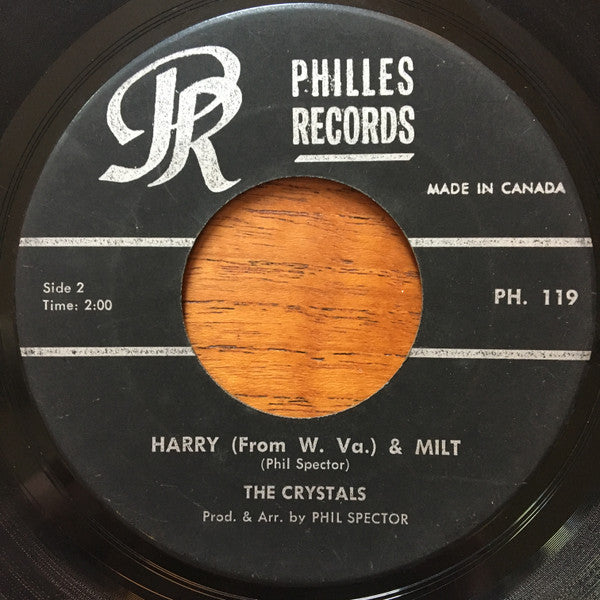 PR
PHILLES
RECORDS
MADE IN CANADA
Side 2
Time: 2:00
PH. 119
HARRY (From W. Va.) & MILT
(Phil Spector)
THE CRYSTALS
Prod. & Arr. by PHIL SPECTOR